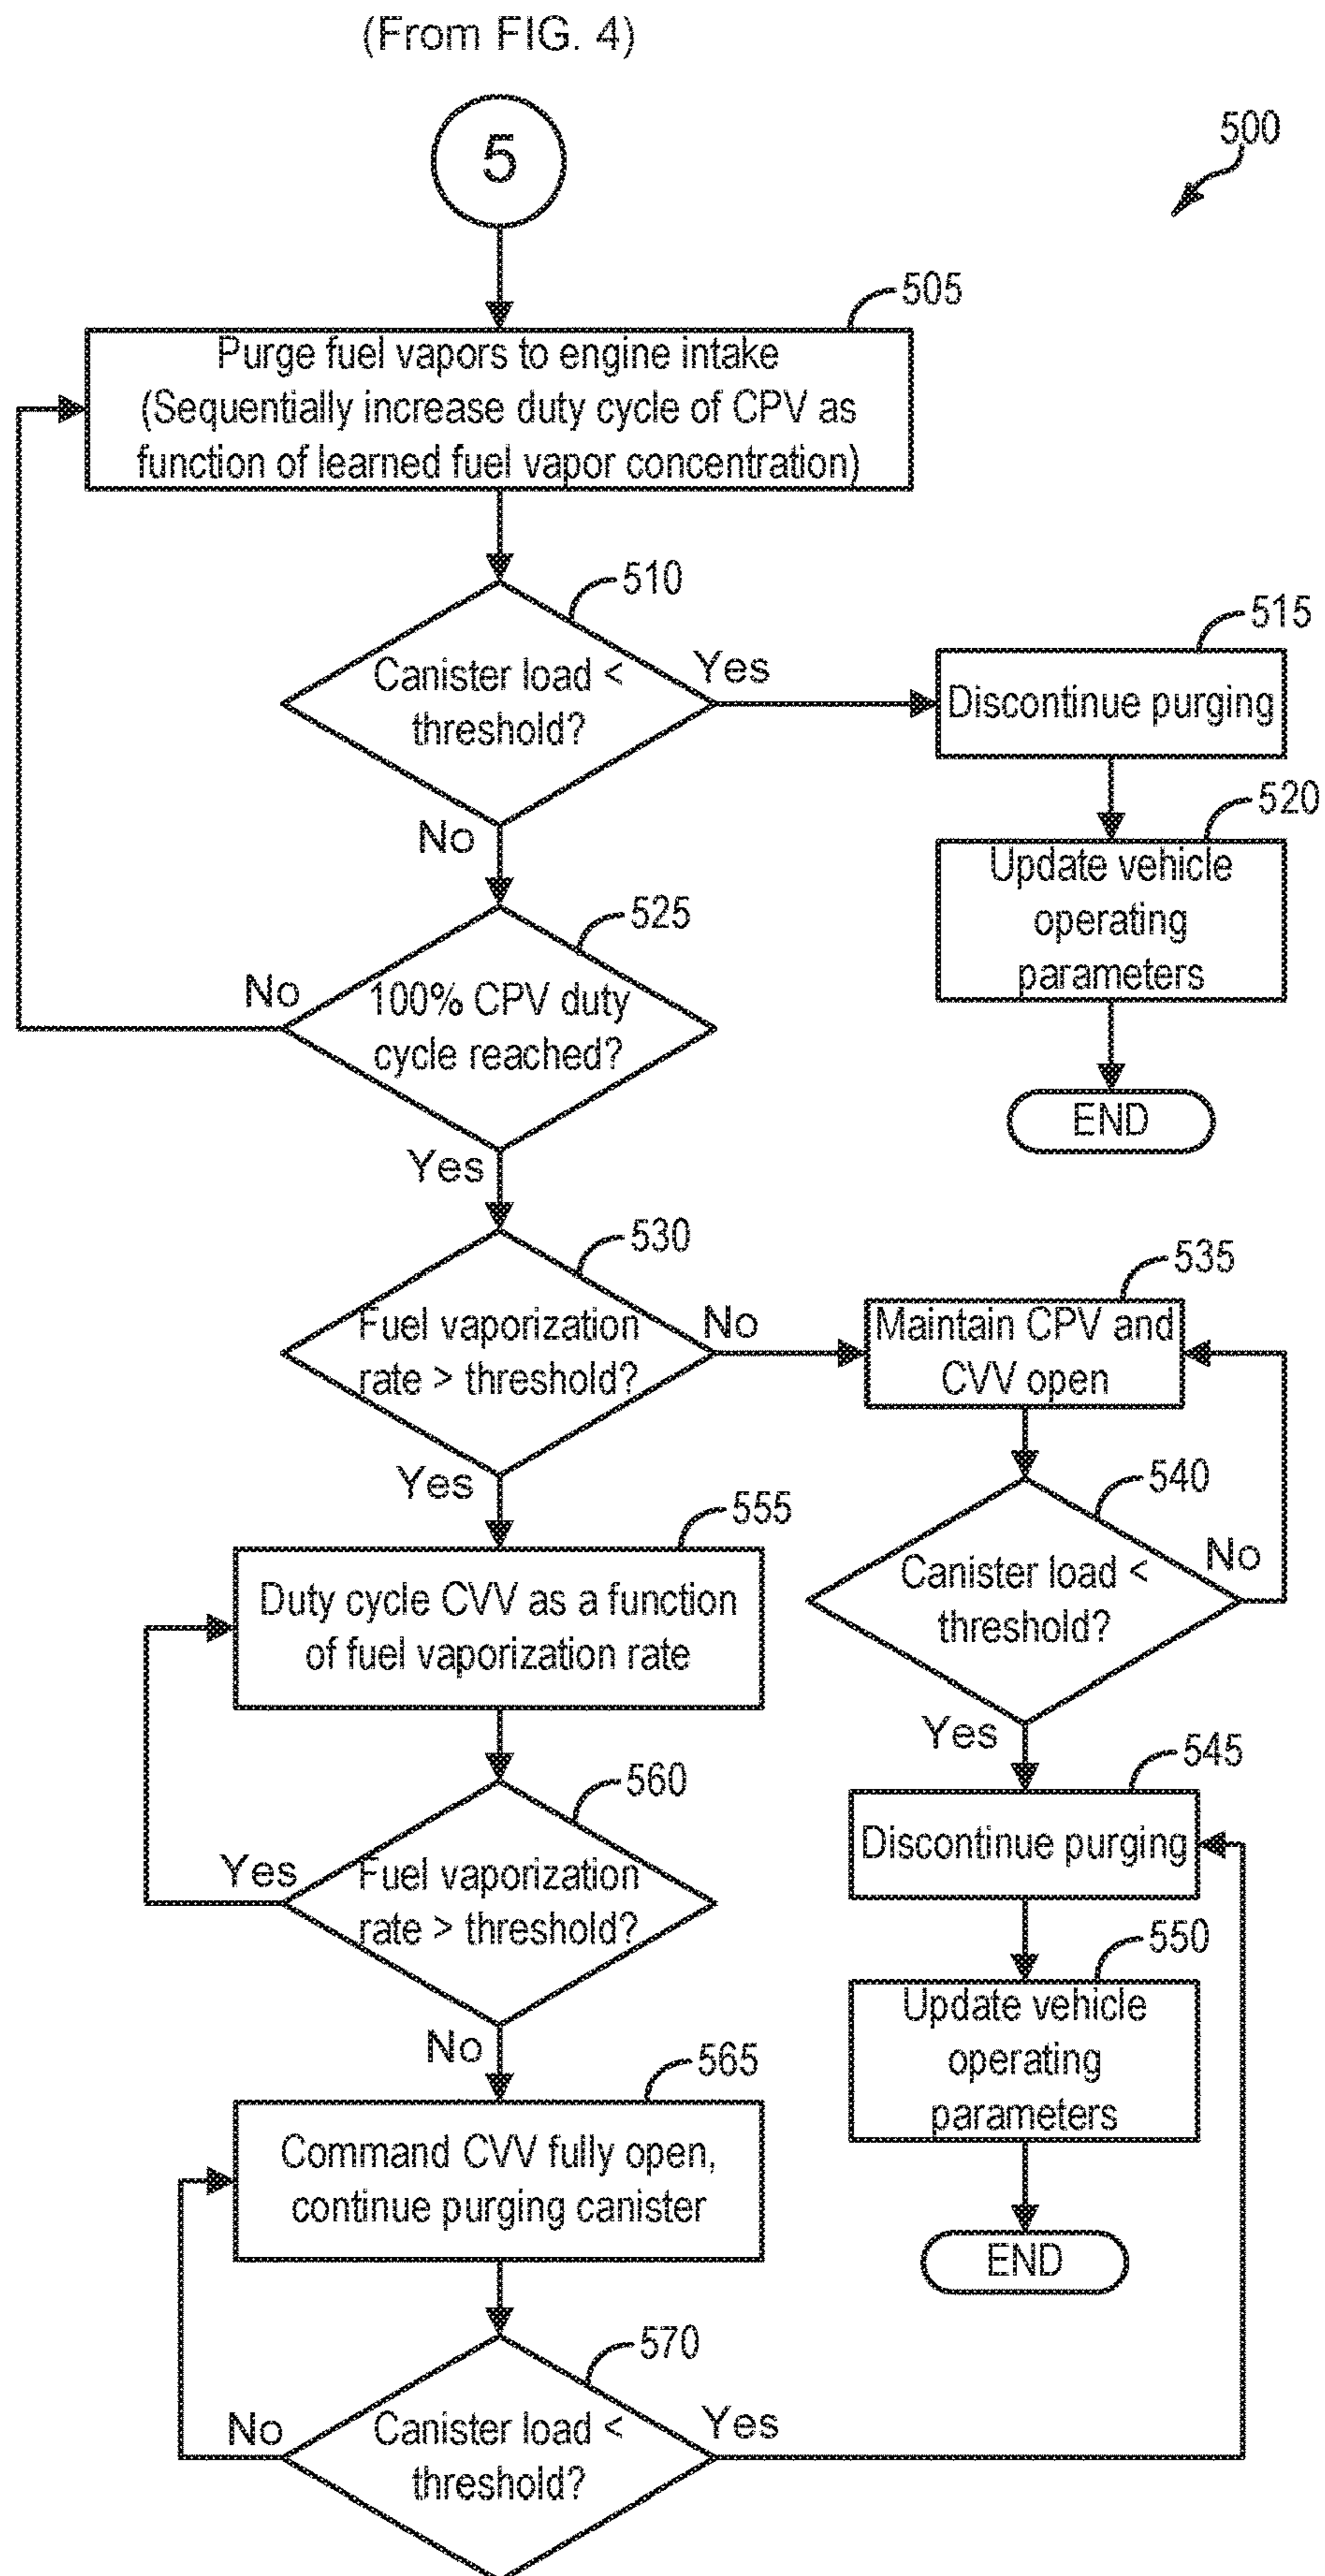 (From FIG. 4)
5
500
505
Purge fuel vapors to engine intake
(Sequentially increase duty cycle of CPV as
function of learned fuel vapor concentration)
510
Canister load <
threshold?
Yes
No
515
Discontinue purging
520
Update vehicle
operating
parameters
END
525
100% CPV duty
cycle reached?
No
Yes
530
Fuel vaporization
rate > threshold?
No
Yes
535
Maintain CPV and
CVV open
540
Canister load <
threshold?
No
Yes
545
Discontinue purging
550
Update vehicle
operating
parameters
END
555
Duty cycle CVV as a function
of fuel vaporization rate
560
Fuel vaporization
rate > threshold?
Yes
No
565
Command CVV fully open,
continue purging canister
570
Canister load <
threshold?
No
Yes